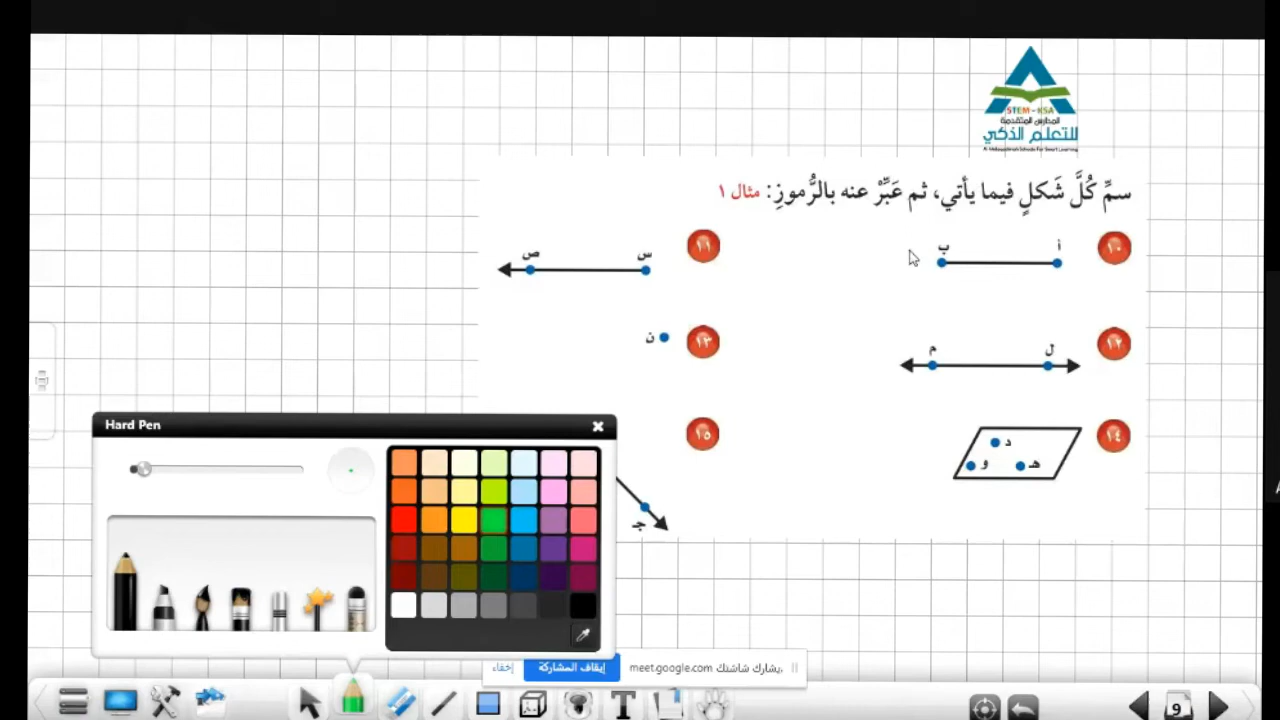 STEM - KSA
المدارس المتقدمة
للتعلم الذكي
سمِّ كُلَّ شَكلٍ فيما يأتي، ثم عَبِّرْ عنه بالرُّموزِ: مثال ١
١٠
أ
ب
١١
س
ص
١٢
ل
م
١٣
ن
١٤
د
هـ
و
١٥
جـ
Hard Pen
يشارك شاشتك meet.google.com
إيقاف المشاركة
إخفاء
T
9